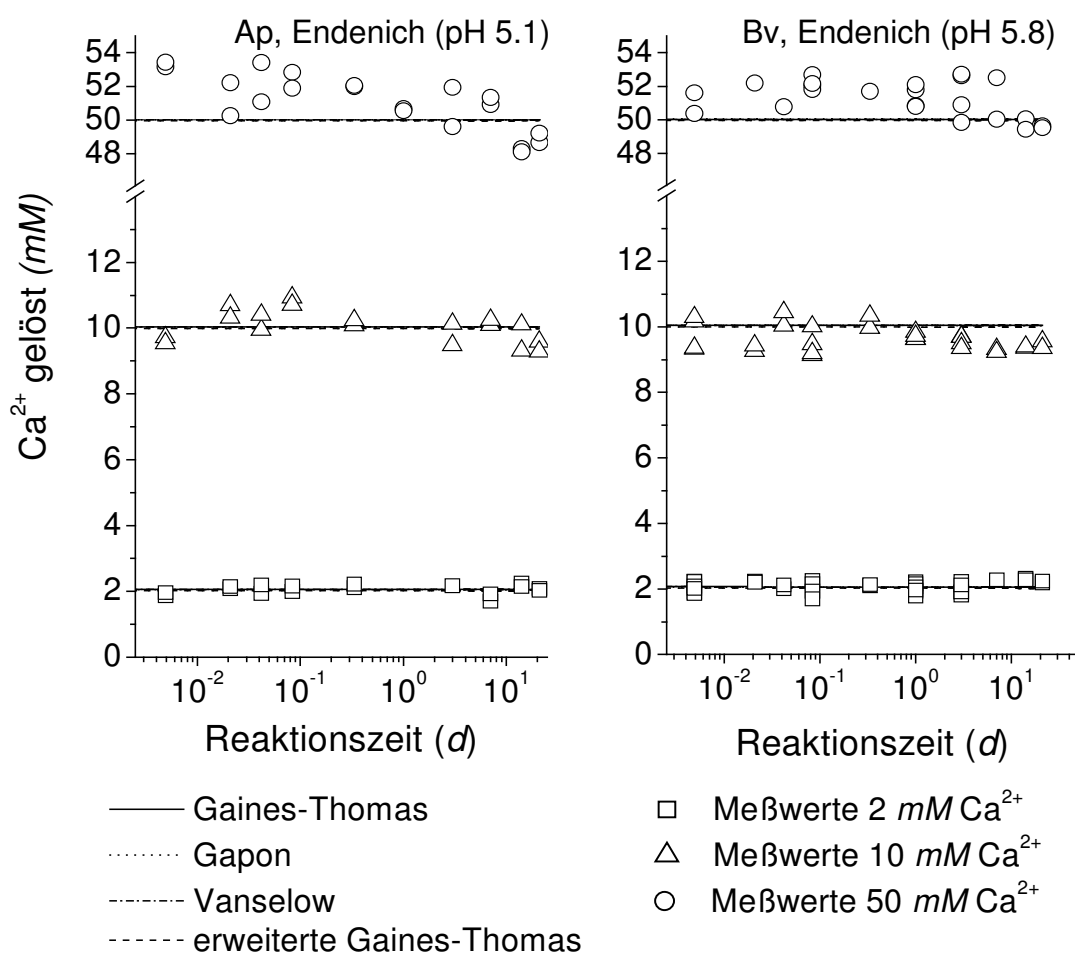 Ap, Endenich (pH 5.1)
Bv, Endenich (pH 5.8)
Ca²⁺ gelöst (mM)
54
52
50
48
12
10
8
6
4
2
0
54
52
50
48
12
10
8
6
4
2
0
10⁻² 10⁻¹ 10⁰ 10¹
10⁻² 10⁻¹ 10⁰ 10¹
Reaktionszeit (d)
Reaktionszeit (d)
Gaines-Thomas
Gapon
Vanselow
erweiterte Gaines-Thomas
Meßwerte 2 mM Ca²⁺
Meßwerte 10 mM Ca²⁺
Meßwerte 50 mM Ca²⁺